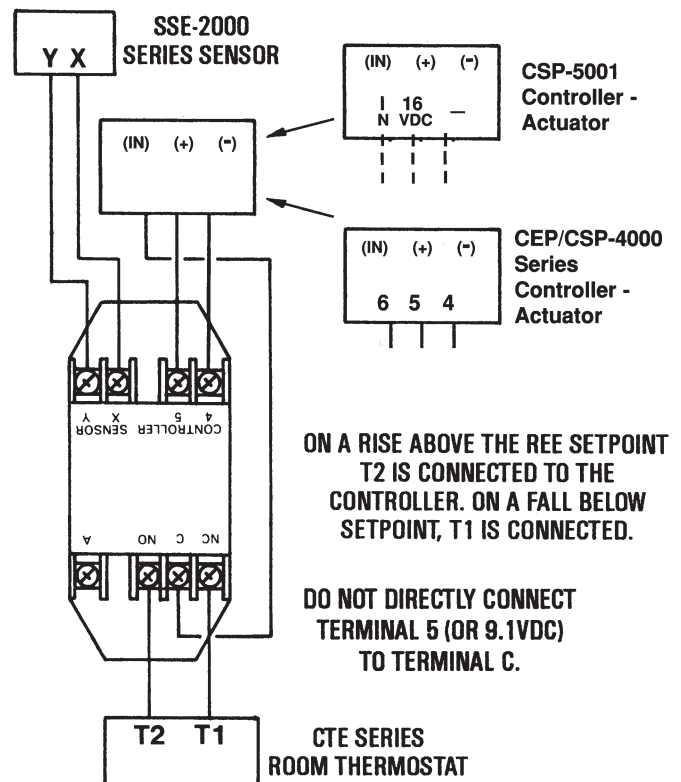 SSE-2000
SERIES SENSOR
Y X
(IN) (+) (-)
I 16 —
N VDC
CSP-5001
Controller -
Actuator
(IN) (+) (-)
(IN) (+) (-)
6 5 4
CEP/CSP-4000
Series
Controller -
Actuator
Y X 5 4
SENSOR CONTROLLER
A NO C NC
ON A RISE ABOVE THE REE SETPOINT
T2 IS CONNECTED TO THE
CONTROLLER. ON A FALL BELOW
SETPOINT, T1 IS CONNECTED.
DO NOT DIRECTLY CONNECT
TERMINAL 5 (OR 9.1VDC)
TO TERMINAL C.
T2 T1
CTE SERIES
ROOM THERMOSTAT